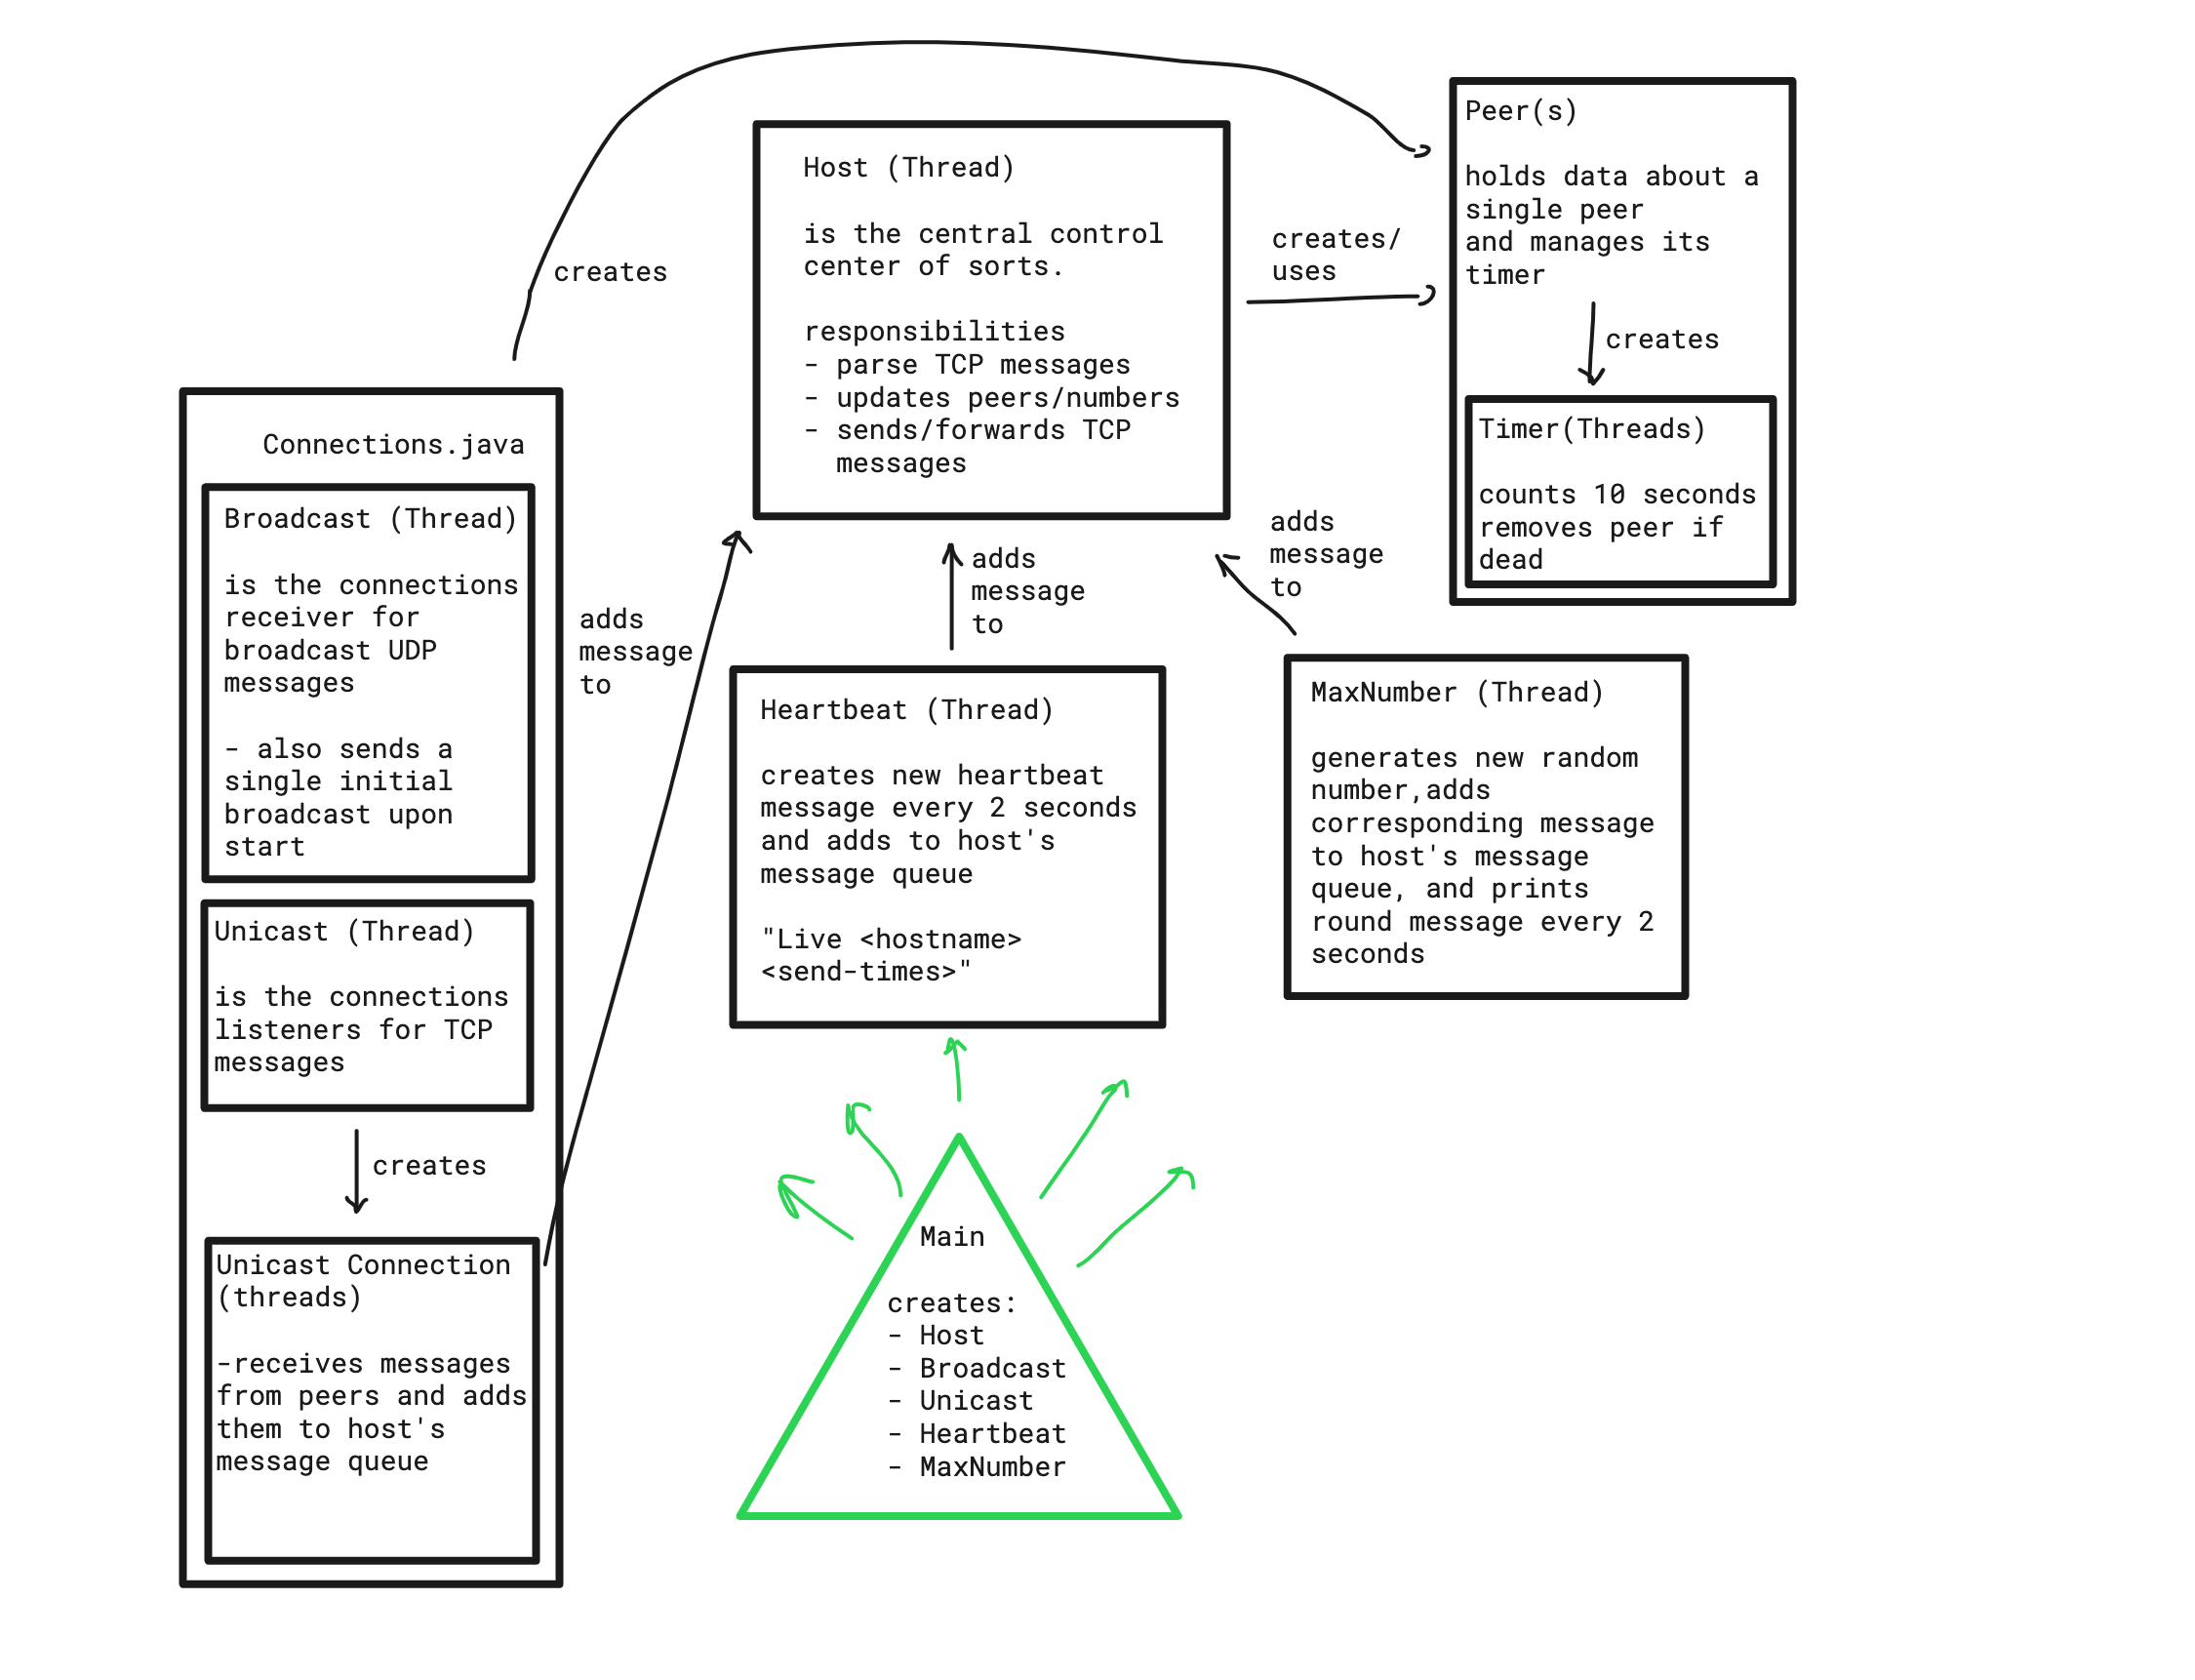 creates
Host (Thread)
is the central control
center of sorts.
responsibilities
- parse TCP messages
- updates peers/numbers
- sends/forwards TCP
messages
creates/
uses
Peer(s)
holds data about a
single peer
and manages its
timer
creates
Timer(Threads)
counts 10 seconds
removes peer if
dead
Connections.java
Broadcast (Thread)
is the connections
receiver for
broadcast UDP
messages
- also sends a
single initial
broadcast upon
start
Unicast (Thread)
is the connections
listeners for TCP
messages
creates
Unicast Connection
(threads)
-receives messages
from peers and adds
them to host's
message queue
adds
message
to
adds
message
to
adds
message
to
Heartbeat (Thread)
creates new heartbeat
message every 2 seconds
and adds to host's
message queue
"Live <hostname>
<send-times>"
MaxNumber (Thread)
generates new random
number,adds
corresponding message
to host's message
queue, and prints
round message every 2
seconds
Main
creates:
- Host
- Broadcast
- Unicast
- Heartbeat
- MaxNumber